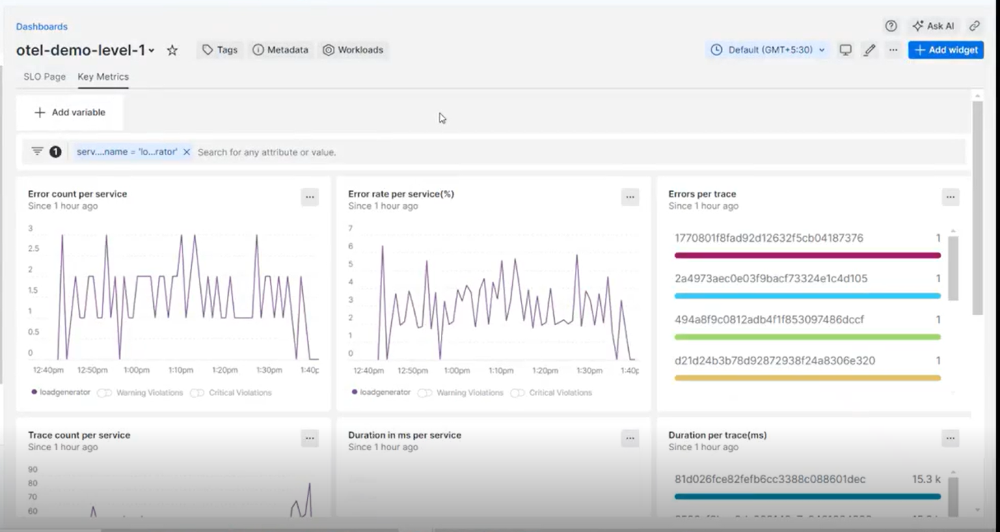 Dashboards
Ask AI
otel-demo-level-1
Tags
Metadata
Workloads
Default (GMT+5:30)
Add widget
SLO Page
Key Metrics
Add variable
1
serv....name = 'lo...rator'
Search for any attribute or value.
Error count per service
Since 1 hour ago
3
2.5
2
1.5
1
0.5
0
12:40pm 12:50pm 1:00pm 1:10pm 1:20pm 1:30pm 1:40p
loadgenerator Warning Violations Critical Violations
Error rate per service(%)
Since 1 hour ago
7
6
5
4
3
2
1
0
12:40pm 12:50pm 1:00pm 1:10pm 1:20pm 1:30pm 1:40p
loadgenerator Warning Violations Critical Violations
Errors per trace
Since 1 hour ago
1770801f8fad92d12632f5cb04187376 1
2a4973aec0e03f9bacf73324e1c4d105 1
494a8f9c0812adb4f1f853097486dccf 1
d21d24b3b78d92872938f24a8306e320 1
Trace count per service
Since 1 hour ago
90
80
70
60
Duration in ms per service
Since 1 hour ago
Duration per trace(ms)
Since 1 hour ago
81d026fce82fefb6cc3388c088601dec 15.3 k